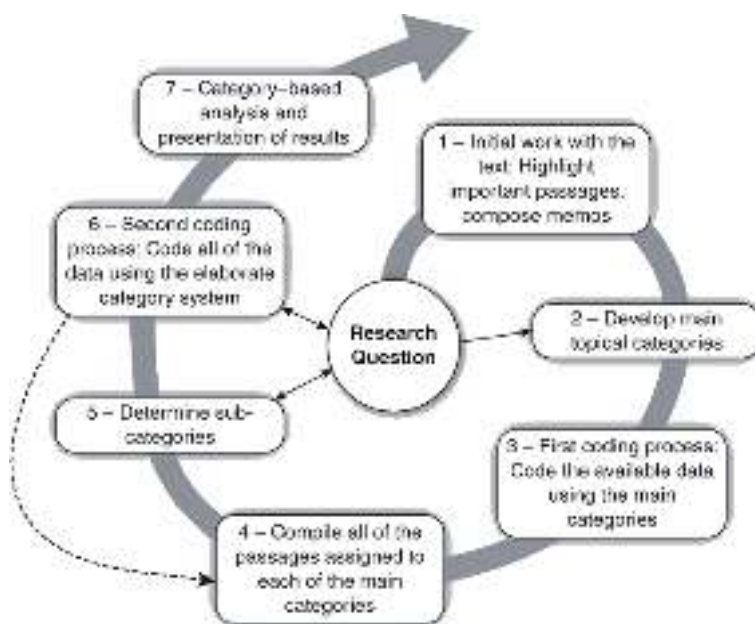 7 – Category–based
analysis and
presentation of results
1 – Initial work with the
text: Highlight
important passages,
compose memos
6 – Second coding
process: Code all of the
data using the elaborate
category system
Research
Question
2 – Develop main
topical categories
5 – Determine sub-
categories
3 – First coding process:
Code the available data
using the main
categories
4 – Compile all of the
passages assigned to
each of the main
categories